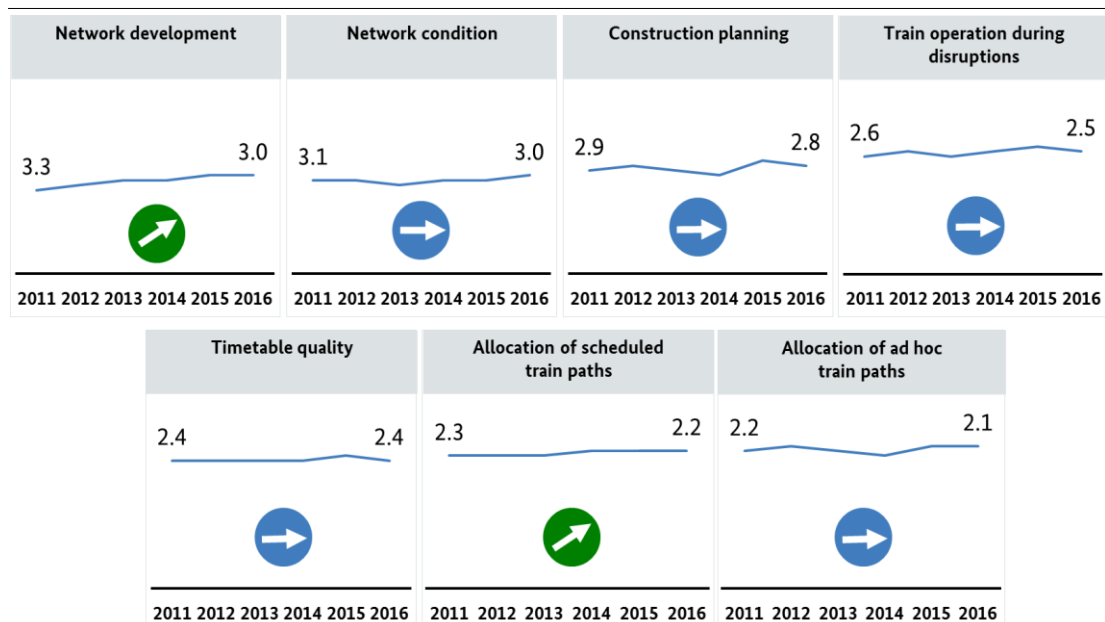 Network development
3.3
3.0
2011 2012 2013 2014 2015 2016
Network condition
3.1
3.0
2011 2012 2013 2014 2015 2016
Construction planning
2.9
2.8
2011 2012 2013 2014 2015 2016
Train operation during
disruptions
2.6
2.5
2011 2012 2013 2014 2015 2016
Timetable quality
2.4
2.4
2011 2012 2013 2014 2015 2016
Allocation of scheduled
train paths
2.3
2.2
2011 2012 2013 2014 2015 2016
Allocation of ad hoc
train paths
2.2
2.1
2011 2012 2013 2014 2015 2016